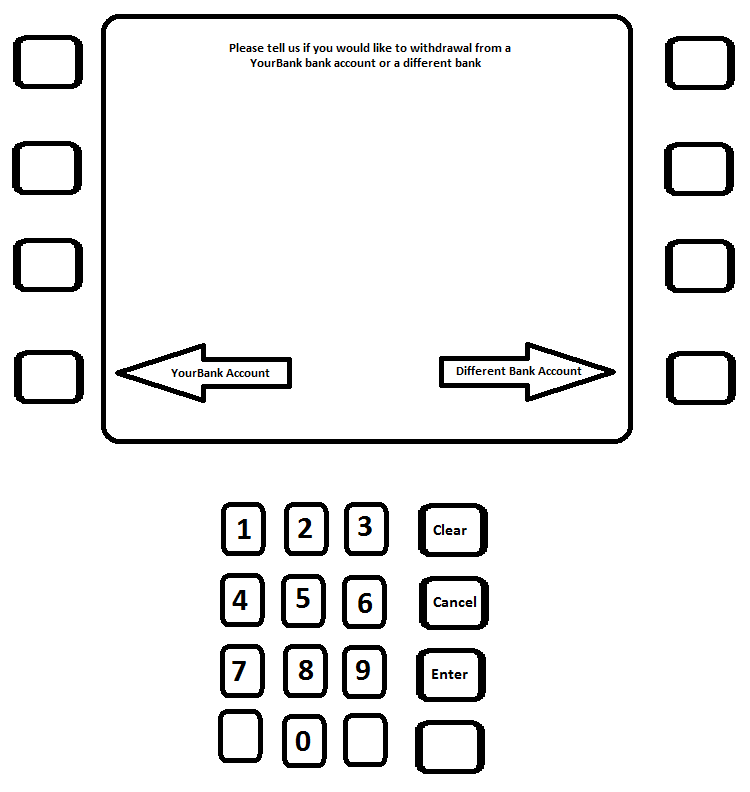 Please tell us if you would like to withdrawal from a
YourBank bank account or a different bank
YourBank Account
Different Bank Account
1 2 3 Clear
4 5 6 Cancel
7 8 9 Enter
0